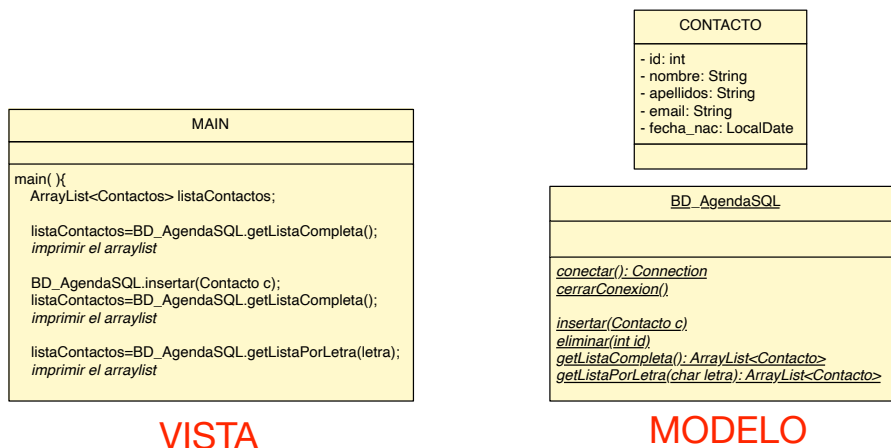 MAIN
main( ){
ArrayList<Contactos> listaContactos;
listaContactos=BD_AgendaSQL.getListaCompleta();
imprimir el arraylist
BD_AgendaSQL.insertar(Contacto c);
listaContactos=BD_AgendaSQL.getListaCompleta();
imprimir el arraylist
listaContactos=BD_AgendaSQL.getListaPorLetra(letra);
imprimir el arraylist
VISTA
CONTACTO
- id: int
- nombre: String
- apellidos: String
- email: String
- fecha_nac: LocalDate
BD_AgendaSQL
conectar(): Connection
cerrarConexion()
insertar(Contacto c)
eliminar(int id)
getListaCompleta(): ArrayList<Contacto>
getListaPorLetra(char letra): ArrayList<Contacto>
MODELO